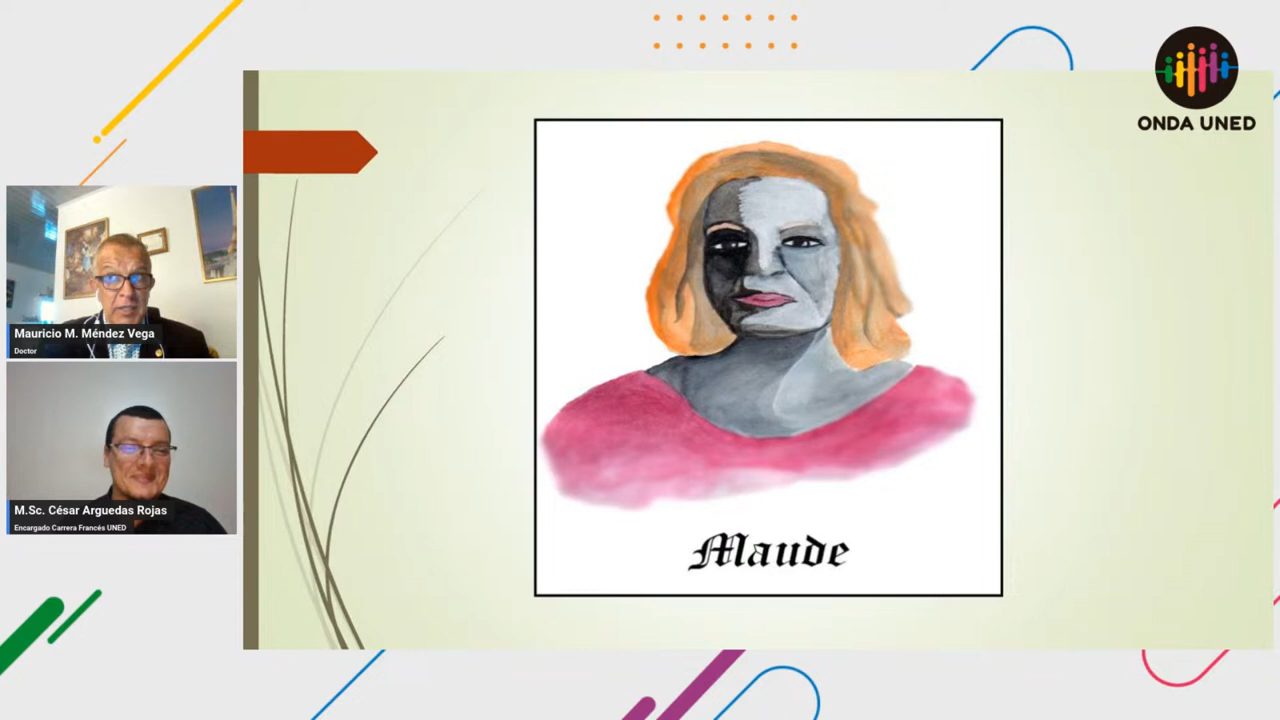 ONDA UNED
Mauricio M. Méndez Vega
Doctor
M.Sc. César Arguedas Rojas
Encargado Carrera Francés UNED
Maude